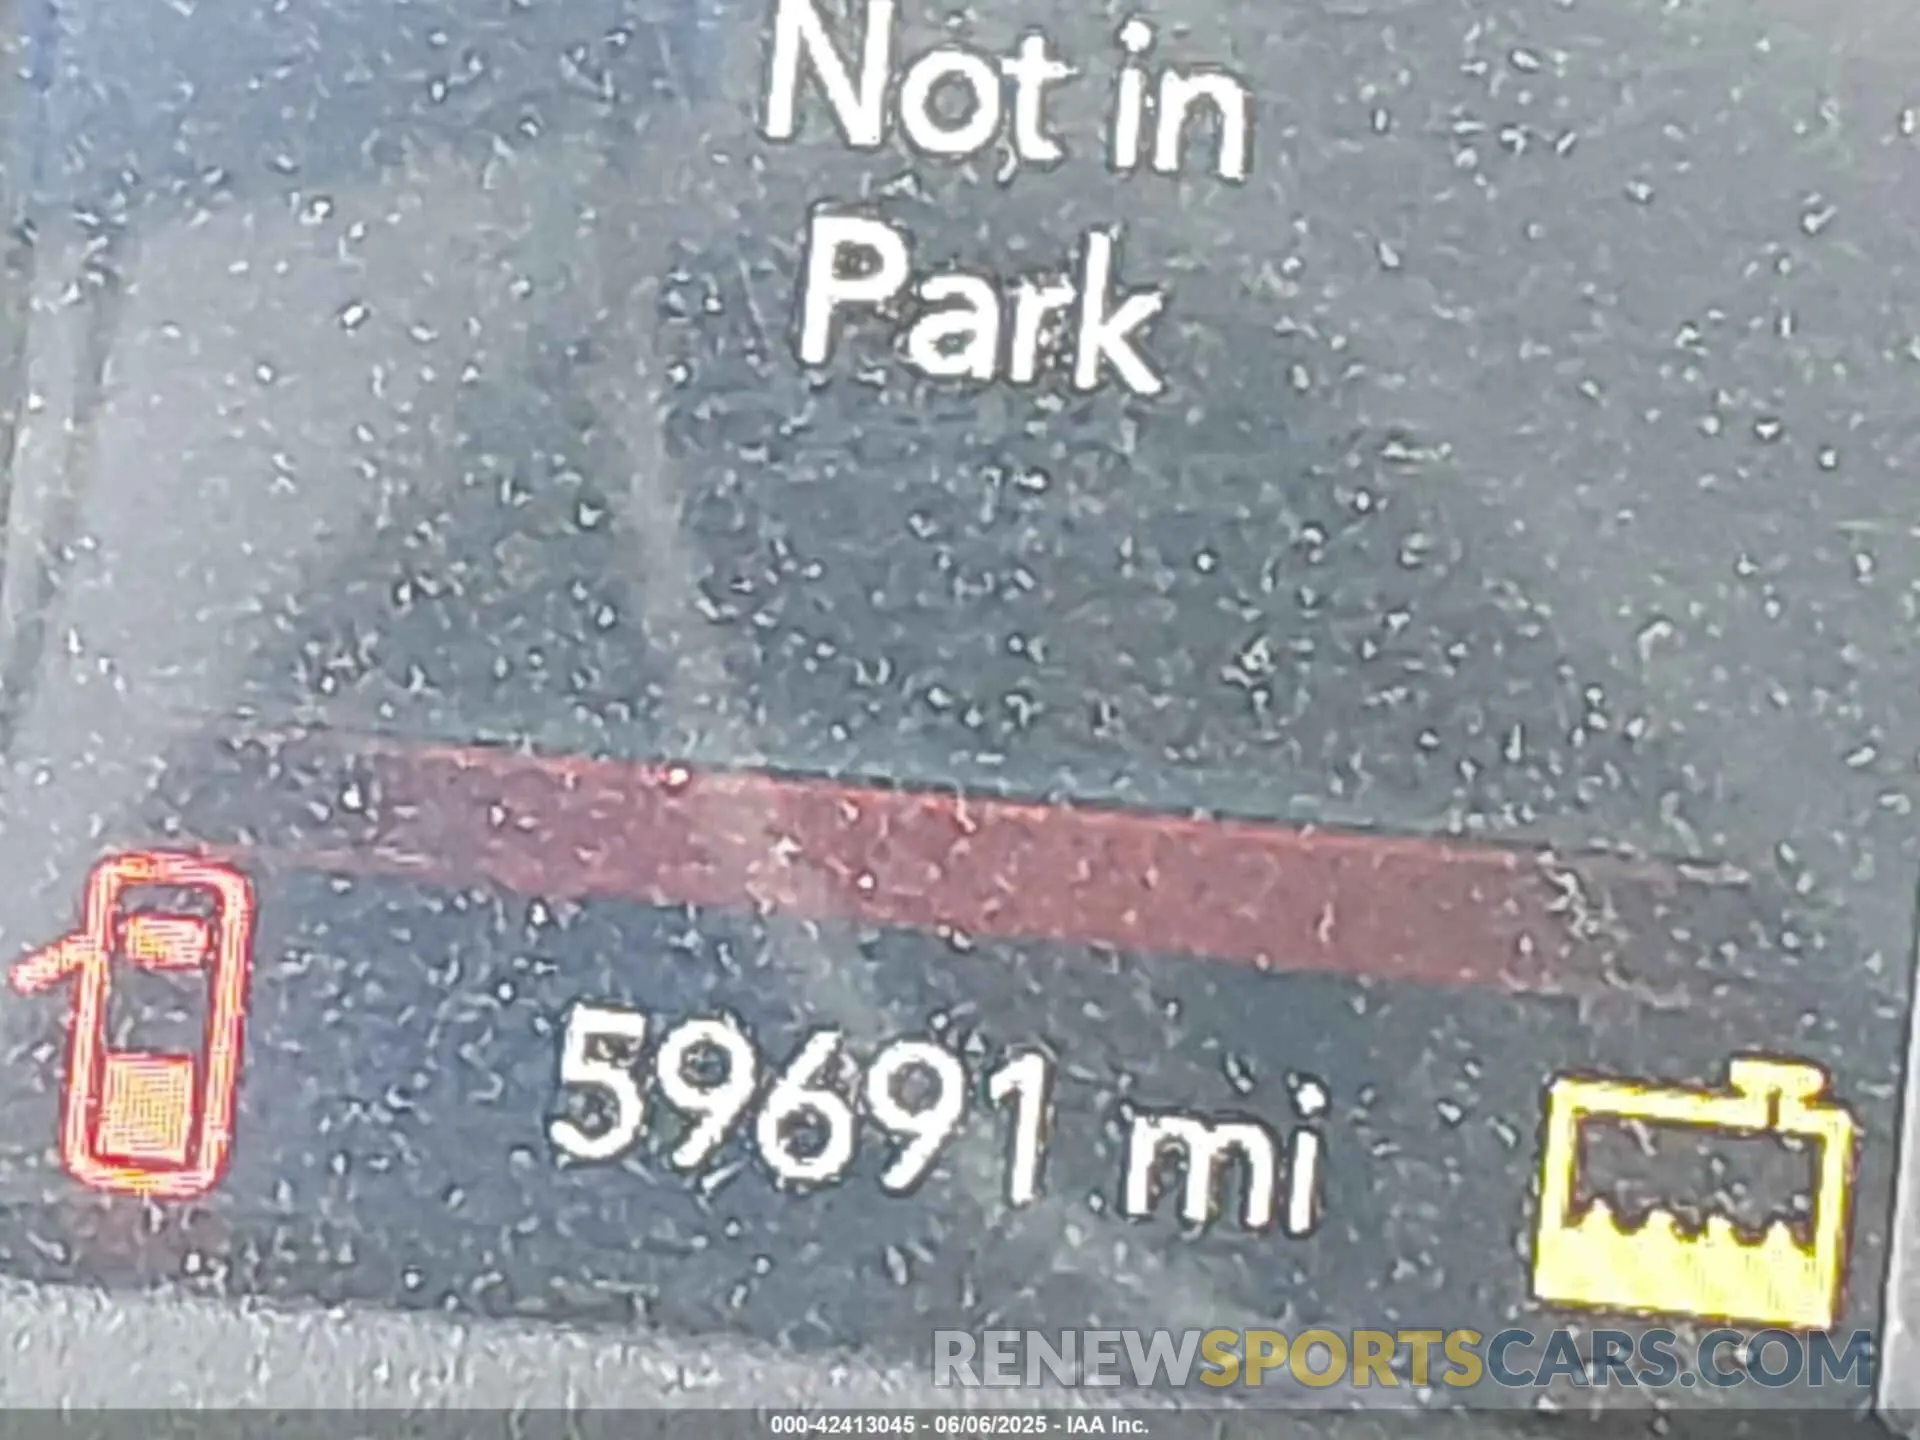 Not in
Park
59691 mi
RENEWSPORTSCARS.COM
000-42413045 - 06/06/2025 - IAA Inc.